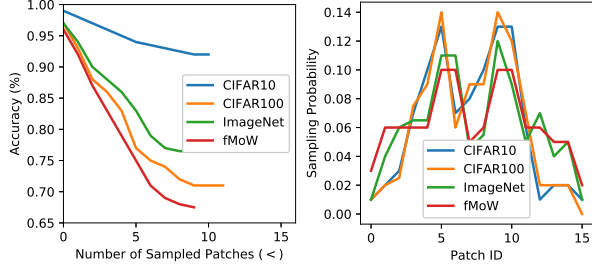 1.00
0.95
0.90
0.85
0.80
0.75
0.70
0.65
Accuracy (%)
0
5
10
15
Number of Sampled Patches (<)
CIFAR10
CIFAR100
ImageNet
fMoW
0.14
0.12
0.10
0.08
0.06
0.04
0.02
0.00
Sampling Probability
0
5
10
15
Patch ID
CIFAR10
CIFAR100
ImageNet
fMoW